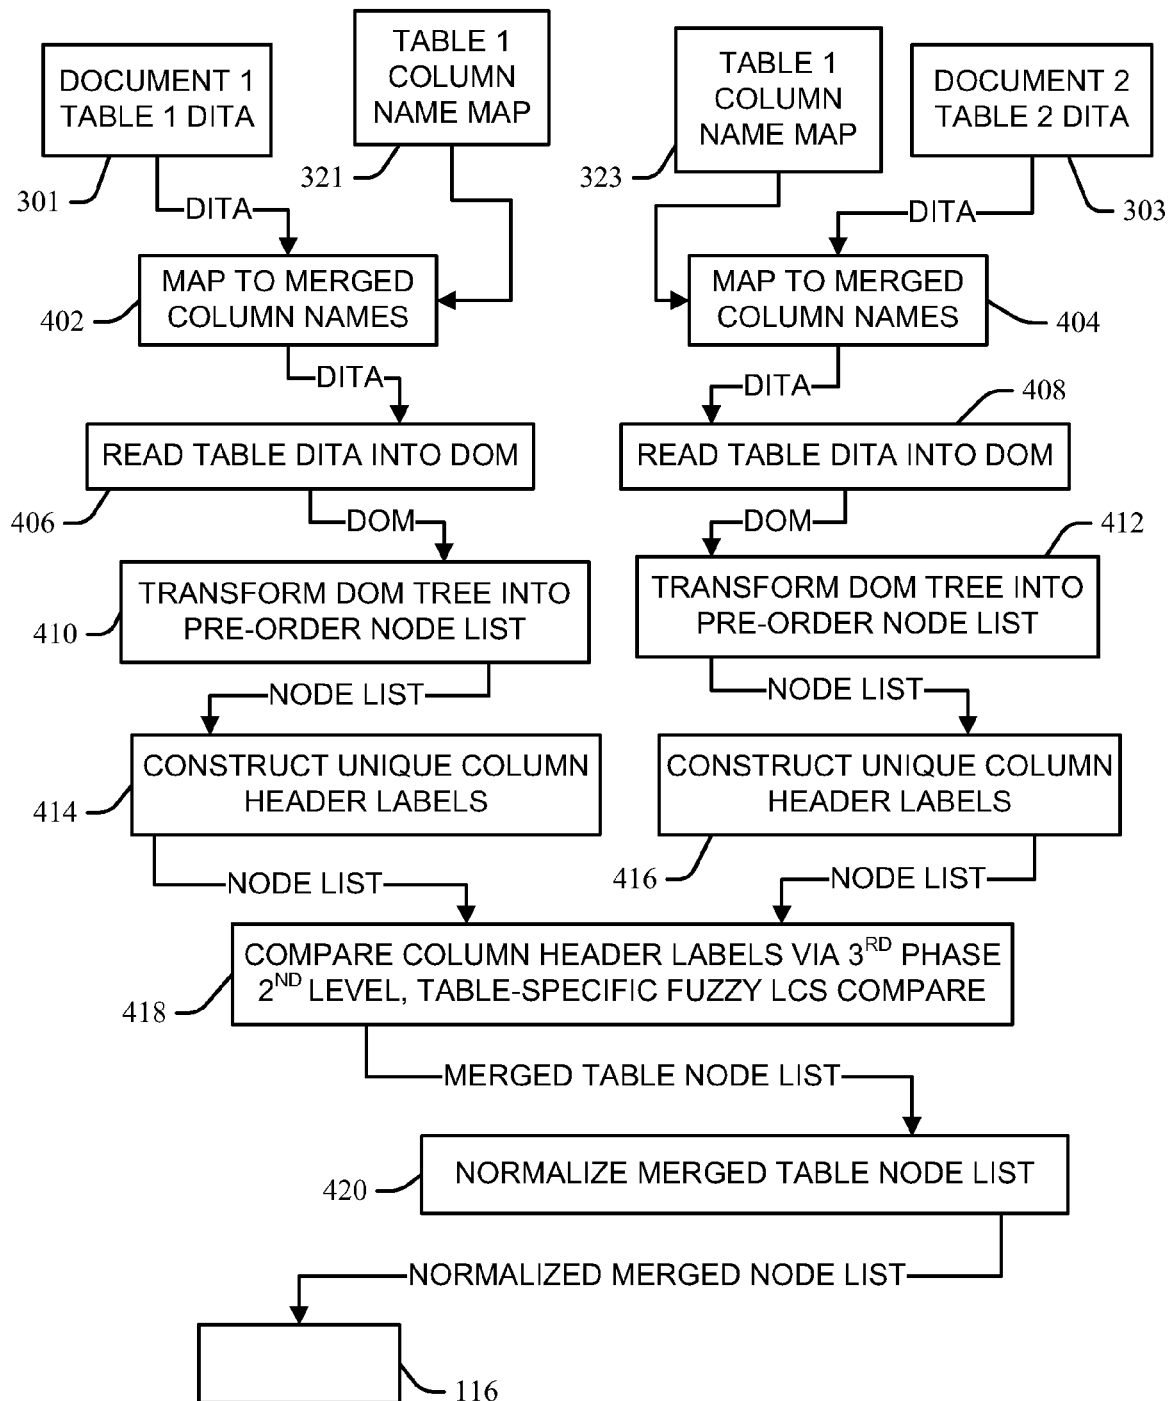 DOCUMENT 1
TABLE 1 DITA
301
TABLE 1
COLUMN
NAME MAP
321
TABLE 1
COLUMN
NAME MAP
323
DOCUMENT 2
TABLE 2 DITA
303
DITA
DITA
MAP TO MERGED
COLUMN NAMES
402
MAP TO MERGED
COLUMN NAMES
404
DITA
DITA
408
READ TABLE DITA INTO DOM
406
READ TABLE DITA INTO DOM
DOM
DOM
412
TRANSFORM DOM TREE INTO
PRE-ORDER NODE LIST
410
TRANSFORM DOM TREE INTO
PRE-ORDER NODE LIST
NODE LIST
NODE LIST
CONSTRUCT UNIQUE COLUMN
HEADER LABELS
414
CONSTRUCT UNIQUE COLUMN
HEADER LABELS
416
NODE LIST
NODE LIST
COMPARE COLUMN HEADER LABELS VIA 3RD PHASE
2ND LEVEL, TABLE-SPECIFIC FUZZY LCS COMPARE
418
MERGED TABLE NODE LIST
NORMALIZE MERGED TABLE NODE LIST
420
NORMALIZED MERGED NODE LIST
116